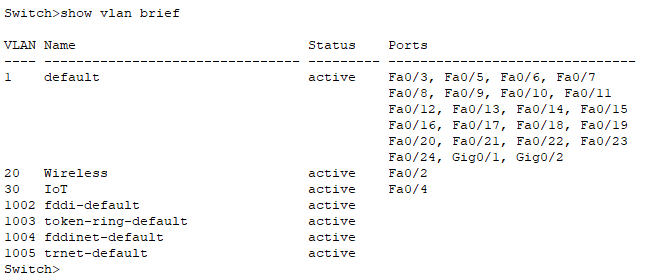 Switch>show vlan brief
VLAN Name                             Status    Ports
---- -------------------------------- --------- -------------------------------
1    default                          active    Fa0/3, Fa0/5, Fa0/6, Fa0/7
                                                Fa0/8, Fa0/9, Fa0/10, Fa0/11
                                                Fa0/12, Fa0/13, Fa0/14, Fa0/15
                                                Fa0/16, Fa0/17, Fa0/18, Fa0/19
                                                Fa0/20, Fa0/21, Fa0/22, Fa0/23
                                                Fa0/24, Gig0/1, Gig0/2
20   Wireless                         active    Fa0/2
30   IoT                              active    Fa0/4
1002 fddi-default                     active
1003 token-ring-default               active
1004 fddinet-default                  active
1005 trnet-default                    active
Switch>